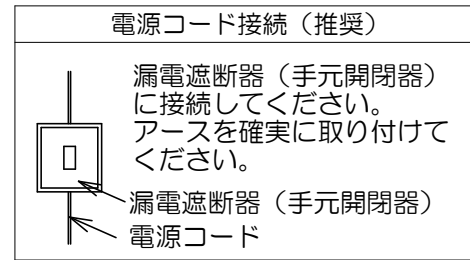 電源コード接続（推奨）
漏電遮断器（手元開閉器）
に接続してください。
アースを確実に取り付けて
ください。
漏電遮断器（手元開閉器）
電源コード